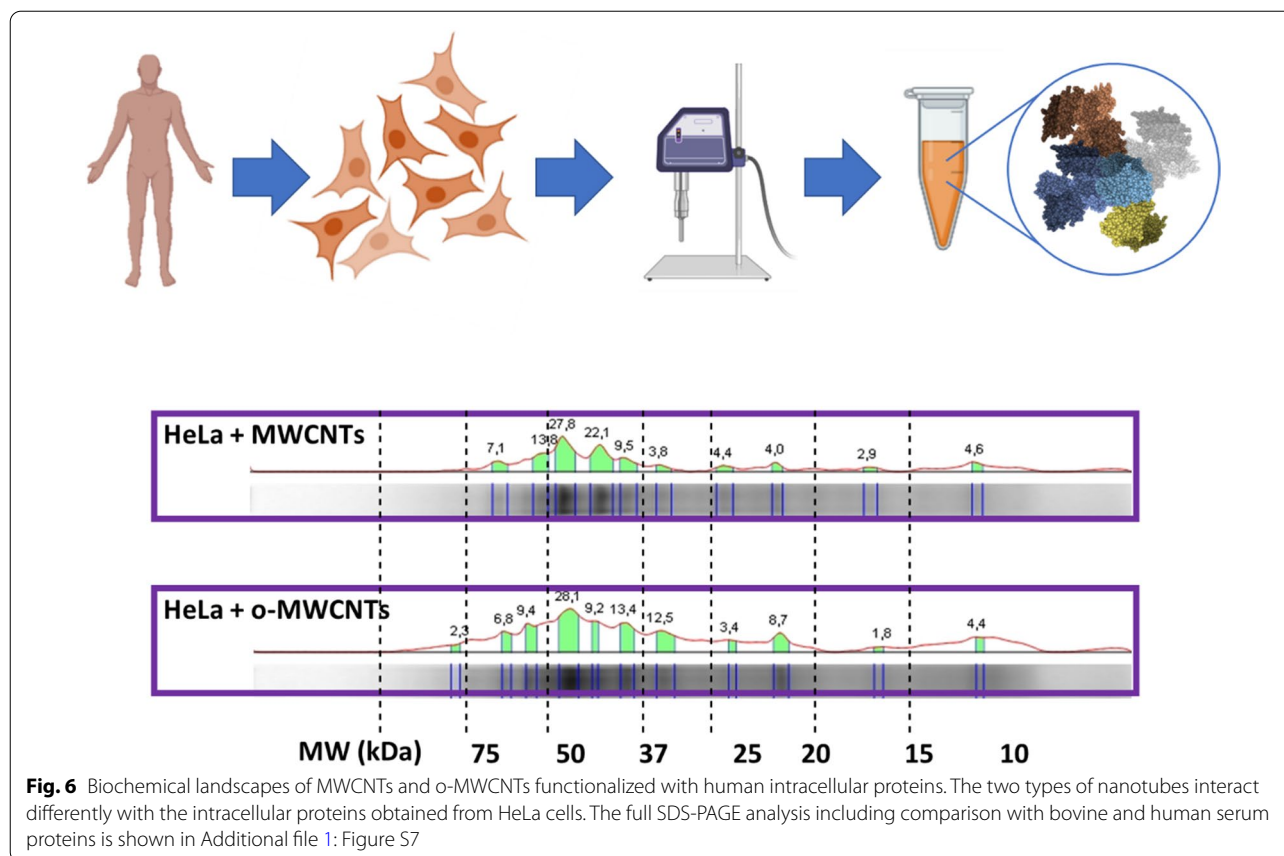 HeLa + MWCNTs
7,1 13,8 27,8 22,1 9,5 3,8 4,4 4,0 2,9 4,6
HeLa + o-MWCNTs
2,3 6,8 9,4 28,1 9,2 13,4 12,5 3,4 8,7 1,8 4,4
MW (kDa) 75 50 37 25 20 15 10
Fig. 6 Biochemical landscapes of MWCNTs and o-MWCNTs functionalized with human intracellular proteins. The two types of nanotubes interact
differently with the intracellular proteins obtained from HeLa cells. The full SDS-PAGE analysis including comparison with bovine and human serum
proteins is shown in Additional file 1: Figure S7